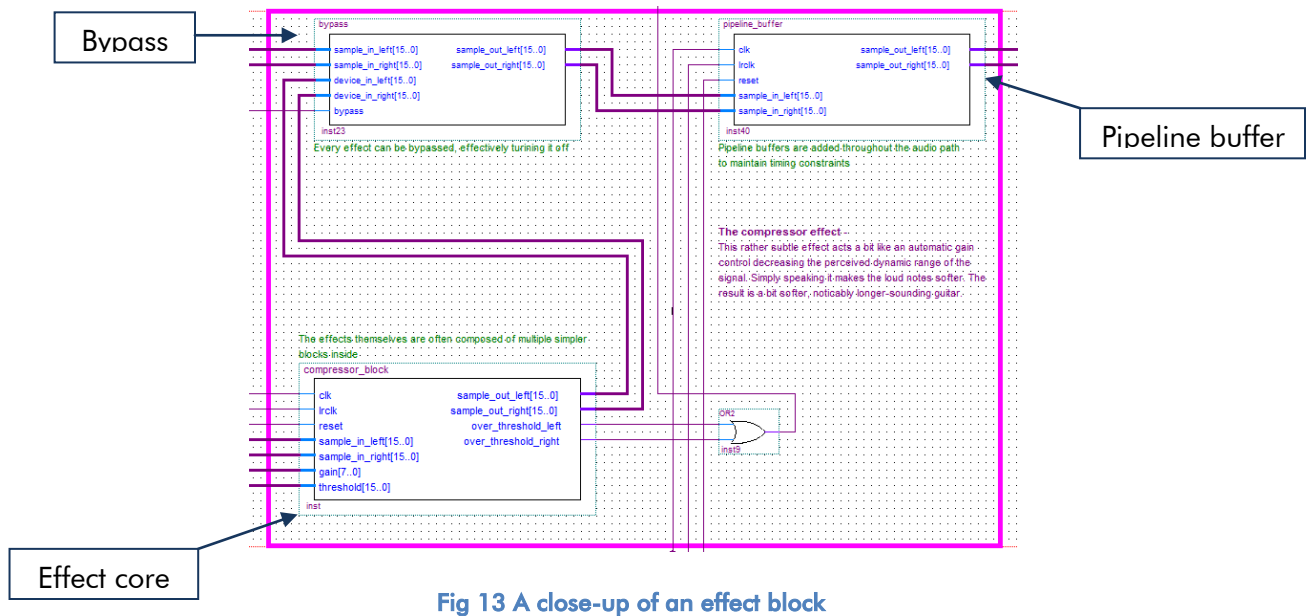 Bypass
bypass
sample_in_left[15..0]
sample_in_right[15..0]
device_in_left[15..0]
device_in_right[15..0]
bypass
sample_out_left[15..0]
sample_out_right[15..0]
inst23
Every effect can be bypassed, effectively turining it off
pipeline_buffer
clk
lrclk
reset
sample_in_left[15..0]
sample_in_right[15..0]
sample_out_left[15..0]
sample_out_right[15..0]
inst40
Pipeline buffers are added throughout the audio path
to maintain timing constraints
Pipeline buffer
The compressor effect -
This rather subtle effect acts a bit like an automatic gain
control decreasing the perceived dynamic range of the
signal. Simply speaking it makes the loud notes softer. The
result is a bit softer, noticably longer-sounding guitar.
The effects themselves are often composed of multiple simpler
blocks inside
compressor_block
clk
lrclk
reset
sample_in_left[15..0]
sample_in_right[15..0]
gain[7..0]
threshold[15..0]
sample_out_left[15..0]
sample_out_right[15..0]
over_threshold_left
over_threshold_right
inst
OR2
inst9
Effect core
Fig 13 A close-up of an effect block